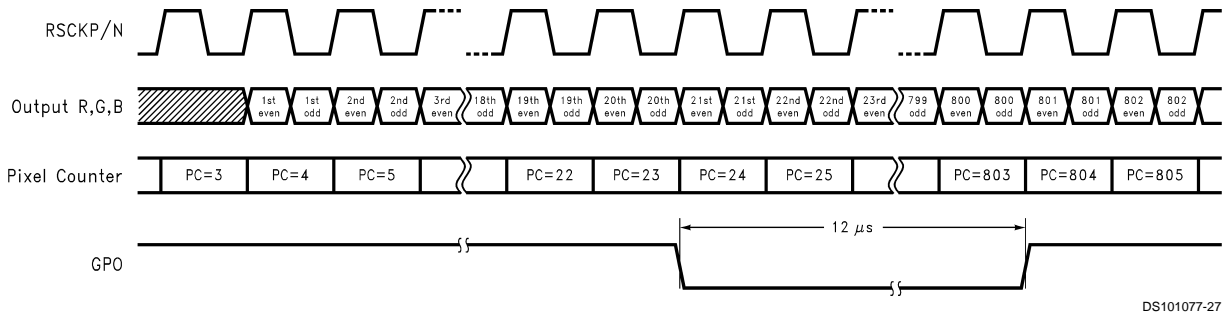 RSCKP/N
Output R,G,B
1st even
1st odd
2nd even
2nd odd
3rd even
18th odd
19th even
19th odd
20th even
20th odd
21st even
21st odd
22nd even
22nd odd
23rd even
799 odd
800 even
800 odd
801 even
801 odd
802 even
802 odd
Pixel Counter
PC=3
PC=4
PC=5
PC=22
PC=23
PC=24
PC=25
PC=803
PC=804
PC=805
12 μs
GPO
DS101077-27